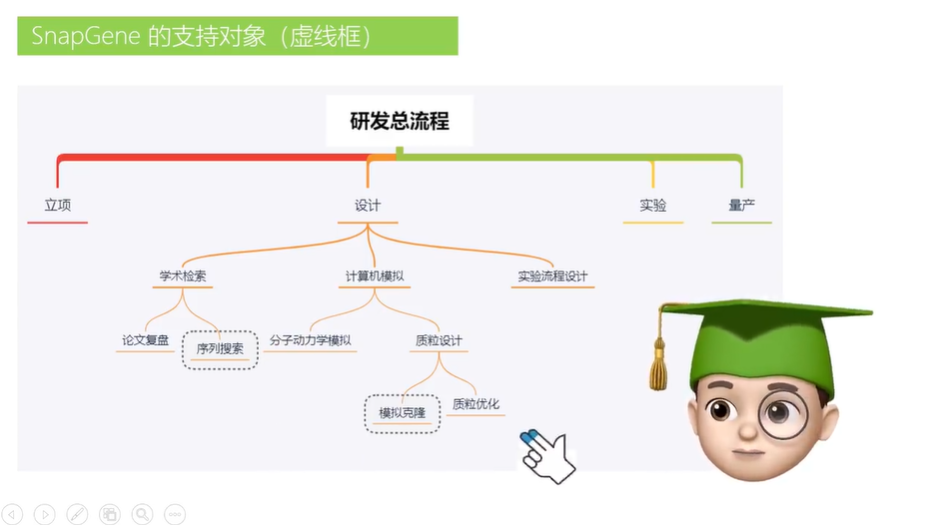 SnapGene 的支持对象（虚线框）
研发总流程
立项
设计
实验
量产
学术检索
计算机模拟
实验流程设计
论文复盘
序列搜索
分子动力学模拟
质粒设计
模拟克隆
质粒优化